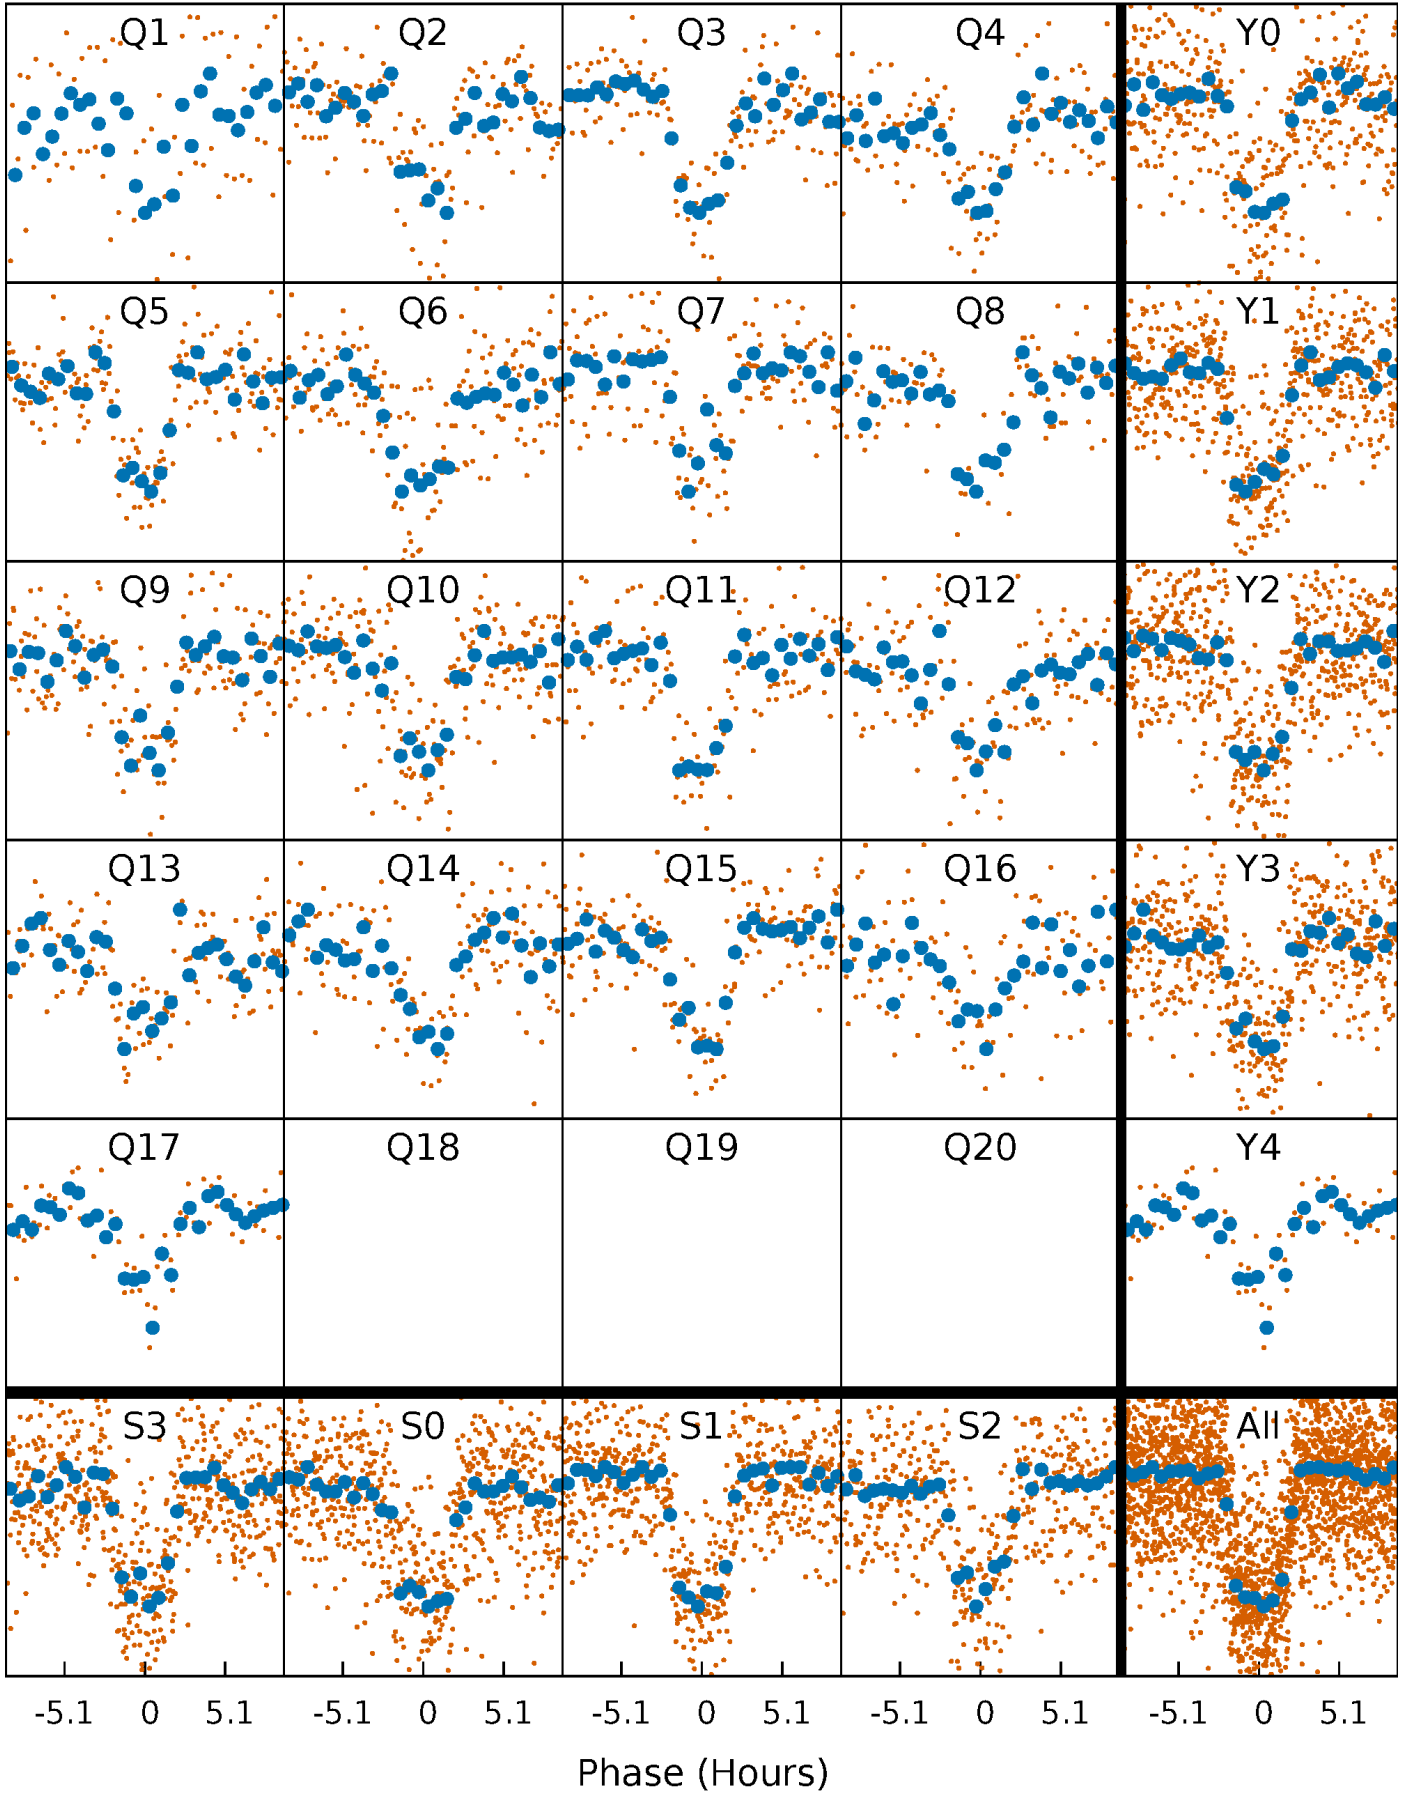 Q1 Q2 Q3 Q4 Y0
Q5 Q6 Q7 Q8 Y1
Q9 Q10 Q11 Q12 Y2
Q13 Q14 Q15 Q16 Y3
Q17 Q18 Q19 Q20 Y4
S3 S0 S1 S2 All
-5.1 0 5.1 -5.1 0 5.1 -5.1 0 5.1 -5.1 0 5.1 -5.1 0 5.1
Phase (Hours)